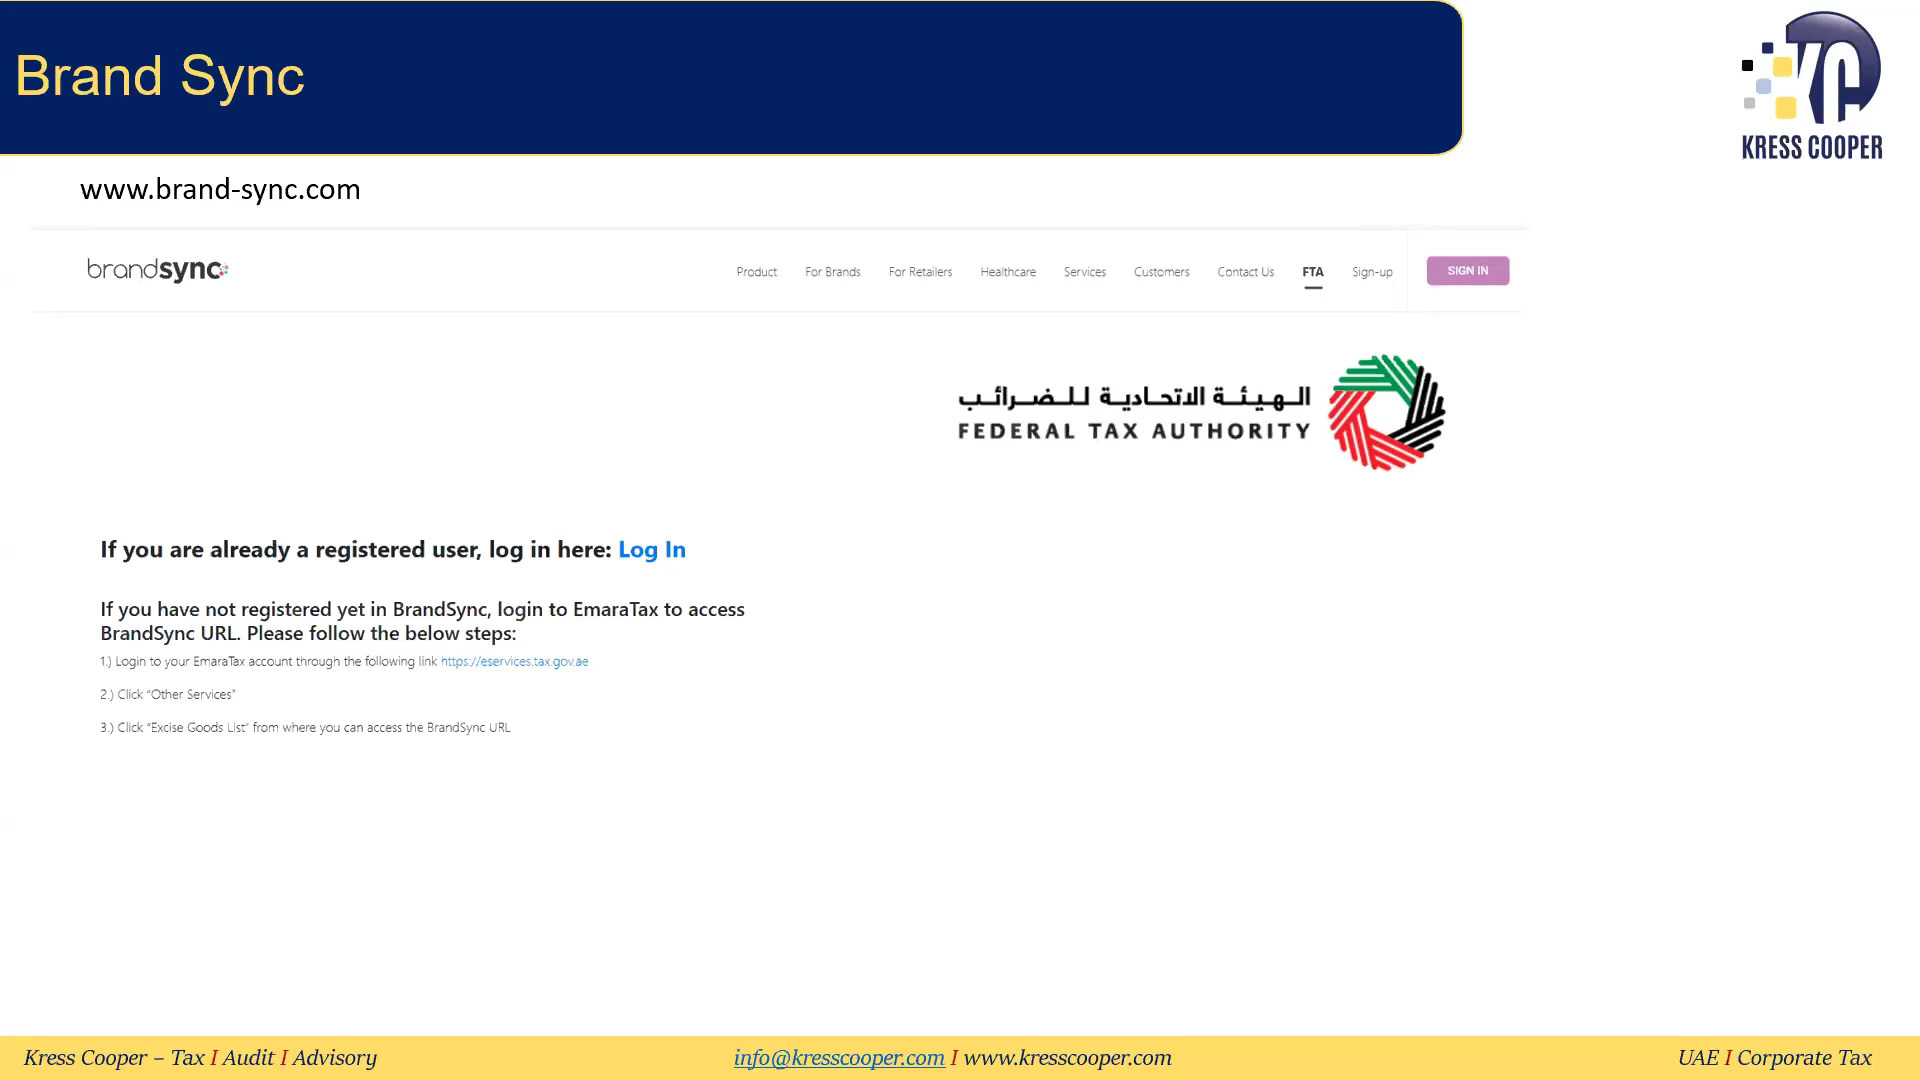 Brand Sync
KC
KRESS COOPER
www.brand-sync.com
brandsync
Product For Brands For Retailers Healthcare Services Customers Contact Us FTA Sign-up SIGN IN
الهيئة الاتحادية للضرائب
FEDERAL TAX AUTHORITY
If you are already a registered user, log in here: Log In
If you have not registered yet in BrandSync, login to EmaraTax to access
BrandSync URL. Please follow the below steps:
1.) Login to your EmaraTax account through the following link https://eservices.tax.gov.ae
2.) Click “Other Services”
3.) Click “Excise Goods List” from where you can access the BrandSync URL
Kress Cooper – Tax I Audit I Advisory info@kresscooper.com I www.kresscooper.com UAE I Corporate Tax